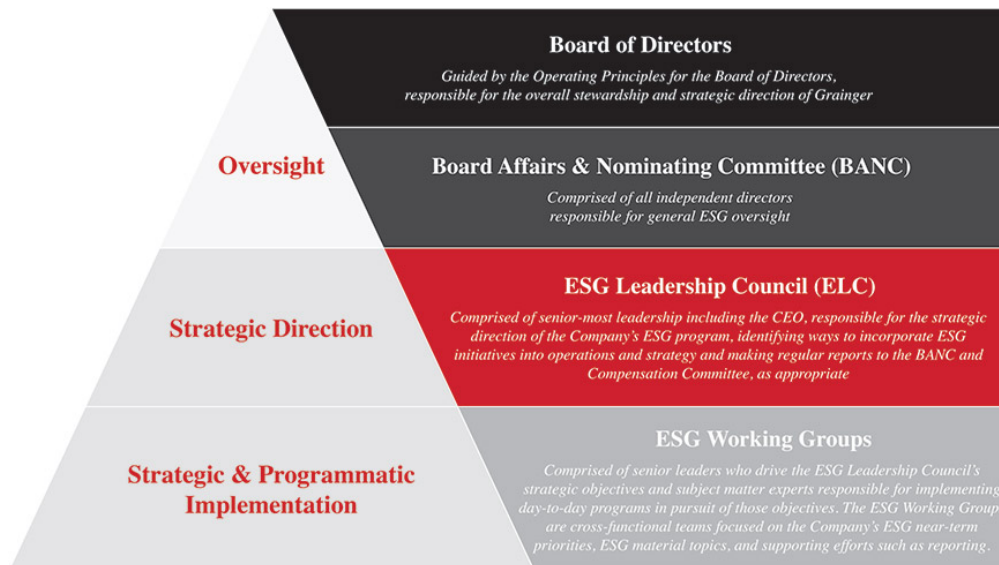 Board of Directors
Guided by the Operating Principles for the Board of Directors,
responsible for the overall stewardship and strategic direction of Grainger
Oversight
Board Affairs & Nominating Committee (BANC)
Comprised of all independent directors
responsible for general ESG oversight
Strategic Direction
ESG Leadership Council (ELC)
Comprised of senior-most leadership including the CEO, responsible for the strategic
direction of the Company's ESG program, identifying ways to incorporate ESG
initiatives into operations and strategy and making regular reports to the BANC and
Compensation Committee, as appropriate
Strategic & Programmatic
Implementation
ESG Working Groups
Comprised of senior leaders who drive the ESG Leadership Council's
strategic objectives and subject matter experts responsible for implementing
day-to-day programs in pursuit of those objectives. The ESG Working Group
are cross-functional teams focused on the Company's ESG near-term
priorities, ESG material topics, and supporting efforts such as reporting.